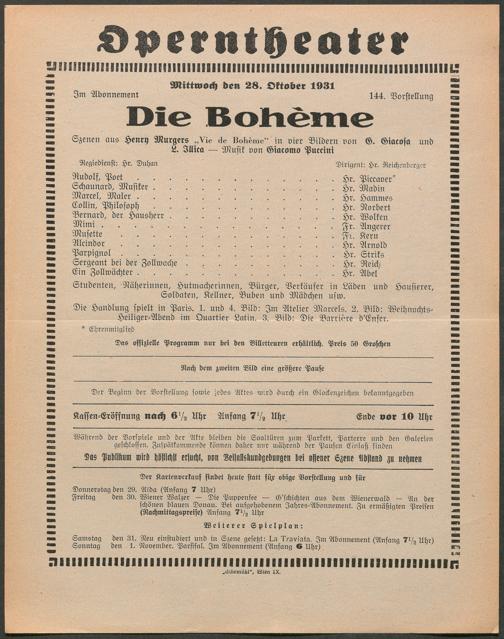 Operntheater
Mittwoch den 28. Oktober 1931
Im Abonnement 144. Vorstellung
Die Bohème
Szenen aus Henry Murgers „Vie de Bohème" in vier Bildern von G. Giacosa und
L. Illica — Musik von Giacomo Puccini
Regiedienst: Hr. Duhan Dirigent: Hr. Reichenberger
Rudolf, Poet . . . . . . . . . . Hr. Piccaver*
Schaunard, Musiker . . . . . . . . . . Hr. Madin
Marcel, Maler . . . . . . . . . . Hr. Hammes
Collin, Philosoph . . . . . . . . . . Hr. Norbert
Bernard, der Hausherr . . . . . . . . . . Hr. Wolken
Mimi . . . . . . . . . . Fr. Angerer
Musette . . . . . . . . . . Fr. Kern
Alcindor . . . . . . . . . . Hr. Arnold
Parpignol . . . . . . . . . . Hr. Striks
Sergeant bei der Zollwache . . . . . . . . . . Hr. Reich
Ein Zollwächter . . . . . . . . . . Hr. Abel
Studenten, Näherinnen, Hutmacherinnen, Bürger, Verkäufer in Läden und Hausierer,
Soldaten, Kellner, Buben und Mädchen usw.
Die Handlung spielt in Paris. 1. und 4. Bild: Im Atelier Marcels. 2. Bild: Weihnachts-
Heiliger-Abend im Quartier Latin. 3. Bild: Die Barrière d'Enfer.
* Ehrenmitglied
Das offizielle Programm nur bei den Billetteuren erhältlich. Preis 50 Groschen
Nach dem zweiten Bild eine größere Pause
Der Beginn der Vorstellung sowie jedes Aktes wird durch ein Glockenzeichen bekanntgegeben
Kassen-Eröffnung nach 6 1/2 Uhr Anfang 7 1/2 Uhr Ende vor 10 Uhr
Während der Vorspiele und der Akte bleiben die Saaltüren zum Parkett, Parterre und den Galerien
geschlossen. Zuspätkommende können daher nur während der Pausen Einlaß finden
Das Publikum wird höflichst ersucht, von Beifallskundgebungen bei offener Szene Abstand zu nehmen
Der Kartenverkauf findet heute statt für obige Vorstellung und für
Donnerstag den 29. Aida (Anfang 7 Uhr)
Freitag den 30. Wiener Walzer — Die Puppenfee — G'schichten aus dem Wienerwald — An der
schönen blauen Donau. Bei aufgehobenem Jahres-Abonnement. Zu ermäßigten Preisen
(Nachmittagspreise) Anfang 7 1/2 Uhr
Weiterer Spielplan:
Samstag den 31. Neu einstudiert und in Szene gesetzt: La Traviata. Im Abonnement (Anfang 7 1/2 Uhr)
Sonntag den 1. November. Parsifal. Im Abonnement (Anfang 6 Uhr)
Wien IX.